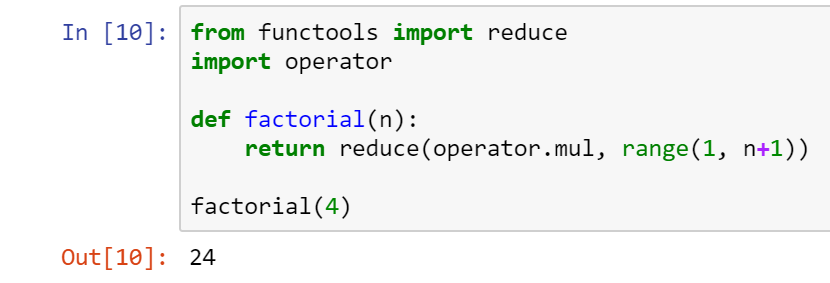 In [10]: from functools import reduce
import operator
def factorial(n):
    return reduce(operator.mul, range(1, n+1))
factorial(4)
Out[10]: 24